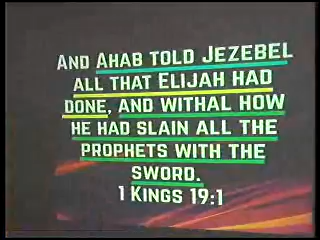 And Ahab told Jezebel
all that Elijah had
done, and withal how
he had slain all the
prophets with the
sword.
1 Kings 19:1